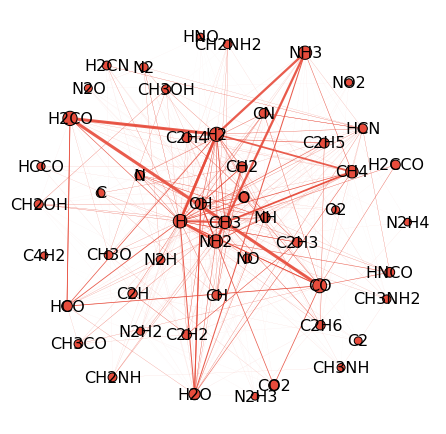 HNO
CH2NH2
NH3
H2CN
N2
N2O
CH3OH
NO2
H2CO
CN
H2
HCN
C2H4
C2H5
HCCO
CH2
CH4
H2CCO
N
C
CH2OH
OH
O
NH
O2
H
CH3
N2H4
NH2
C2H3
C4H2
CH3O
N2H
NO
HNCO
C2H
CH
CO
CH3NH2
HCO
N2H2
C2H2
C2H6
CH3CO
C2
CH3NH
CH2NH
CO2
H2O
N2H3